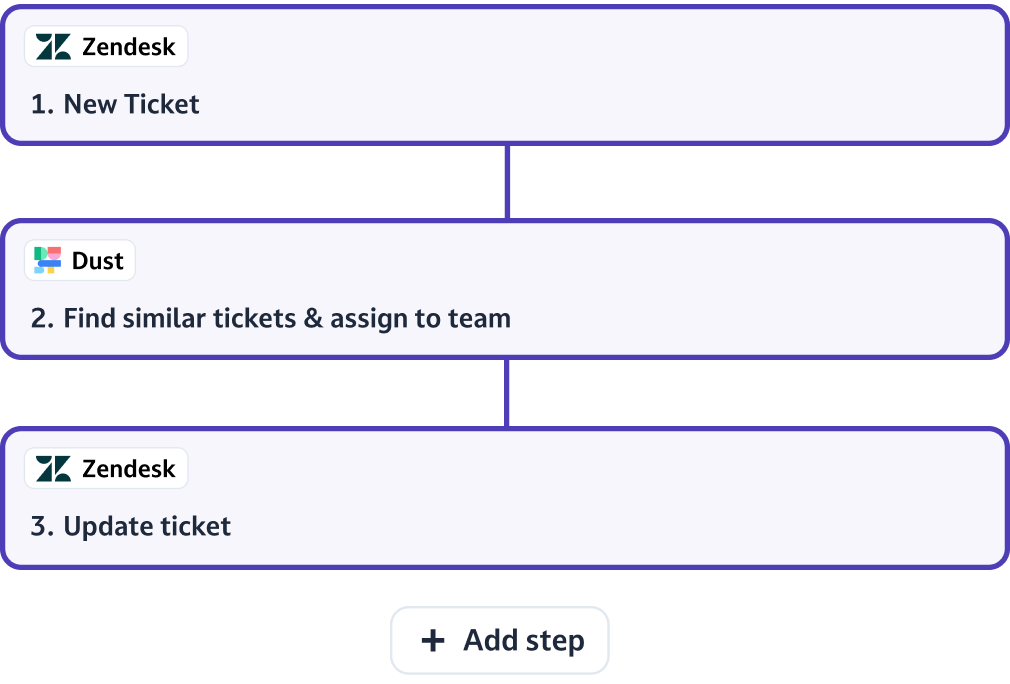 Zendesk
1. New Ticket
Dust
2. Find similar tickets & assign to team
Zendesk
3. Update ticket
+ Add step